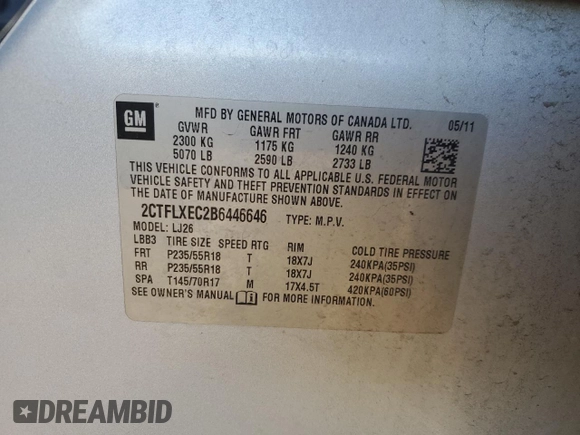 GM
MFD BY GENERAL MOTORS OF CANADA LTD. 05/11
GVWR GAWR FRT GAWR RR
2300 KG 1175 KG 1240 KG
5070 LB 2590 LB 2733 LB
THIS VEHICLE CONFORMS TO ALL APPLICABLE U.S. FEDERAL MOTOR
VEHICLE SAFETY AND THEFT PREVENTION STANDARDS IN EFFECT ON
THE DATE OF MANUFACTURE SHOWN ABOVE.
2CTFLXEC2B6446646 TYPE: M.P.V.
MODEL: LJ26
LBB3 TIRE SIZE SPEED RTG RIM COLD TIRE PRESSURE
FRT P235/55R18 T 18X7J 240KPA(35PSI)
RR P235/55R18 T 18X7J 240KPA(35PSI)
SPA T145/70R17 M 17X4.5T 420KPA(60PSI)
SEE OWNER'S MANUAL FOR MORE INFORMATION
DREAMBID